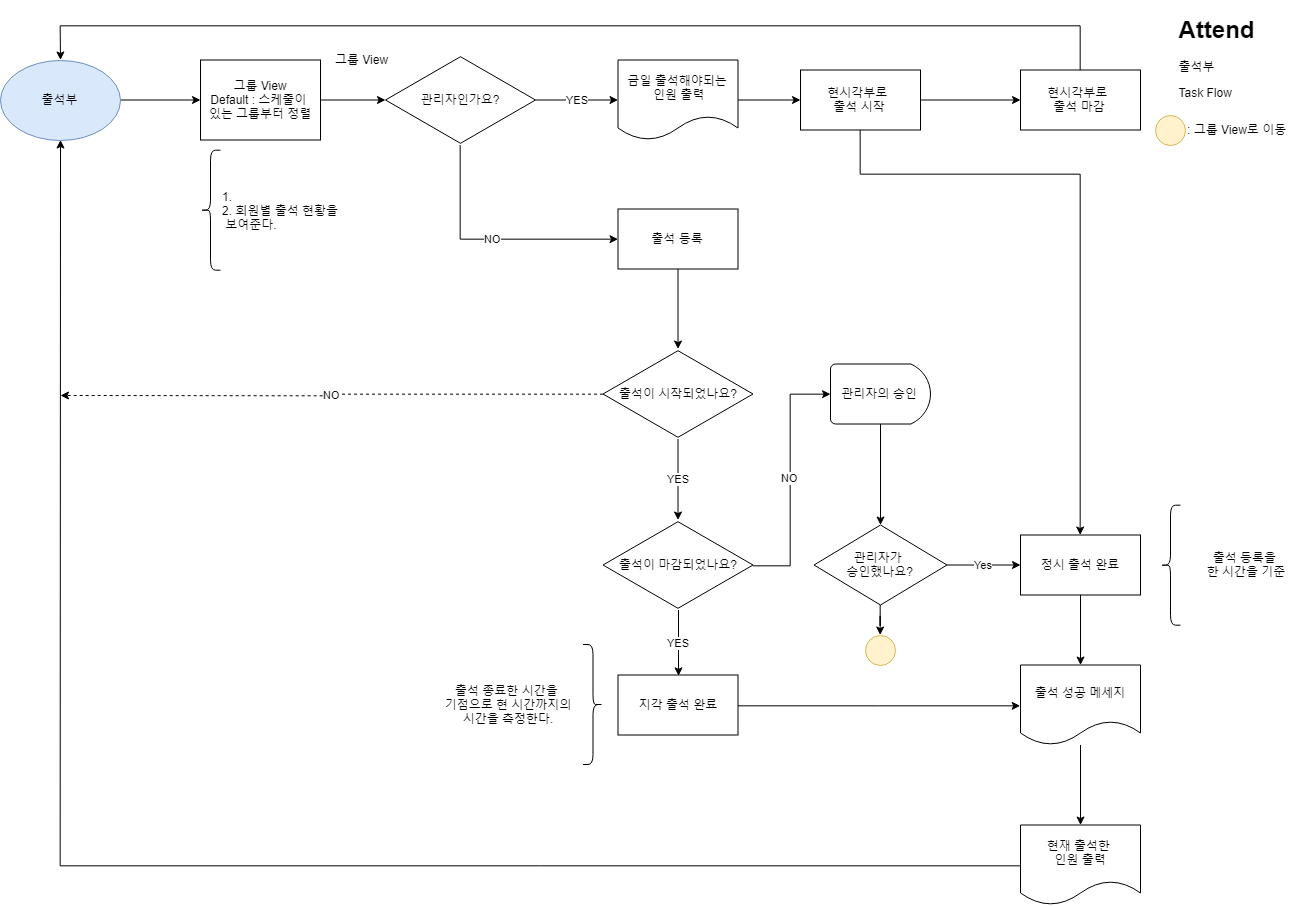 Attend
출석부
Task Flow
: 그룹 View로 이동
출석부
그룹 View
Default : 스케줄이
있는 그룹부터 정렬
그룹 View
관리자인가요?
YES
금일 출석해야되는
인원 출력
현시각부로
출석 시작
현시각부로
출석 마감
1.
2. 회원별 출석 현황을
보여준다.
NO
출석 등록
NO
출석이 시작되었나요?
관리자의 승인
YES
NO
출석이 마감되었나요?
관리자가
승인했나요?
Yes
정시 출석 완료
출석 등록을
한 시간을 기준
YES
출석 종료한 시간을
기점으로 현 시간까지의
시간을 측정한다.
지각 출석 완료
출석 성공 메세지
현재 출석한
인원 출력